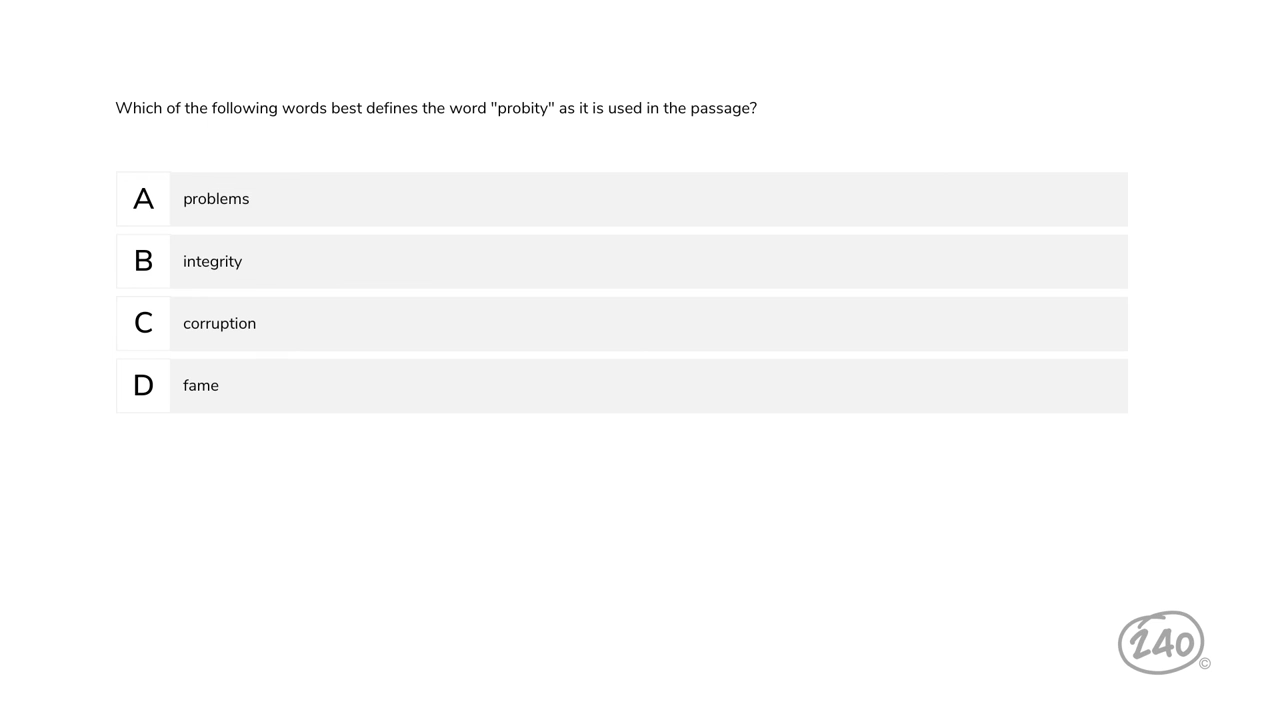 Which of the following words best defines the word "probity" as it is used in the passage?
A problems
B integrity
C corruption
D fame
240
©